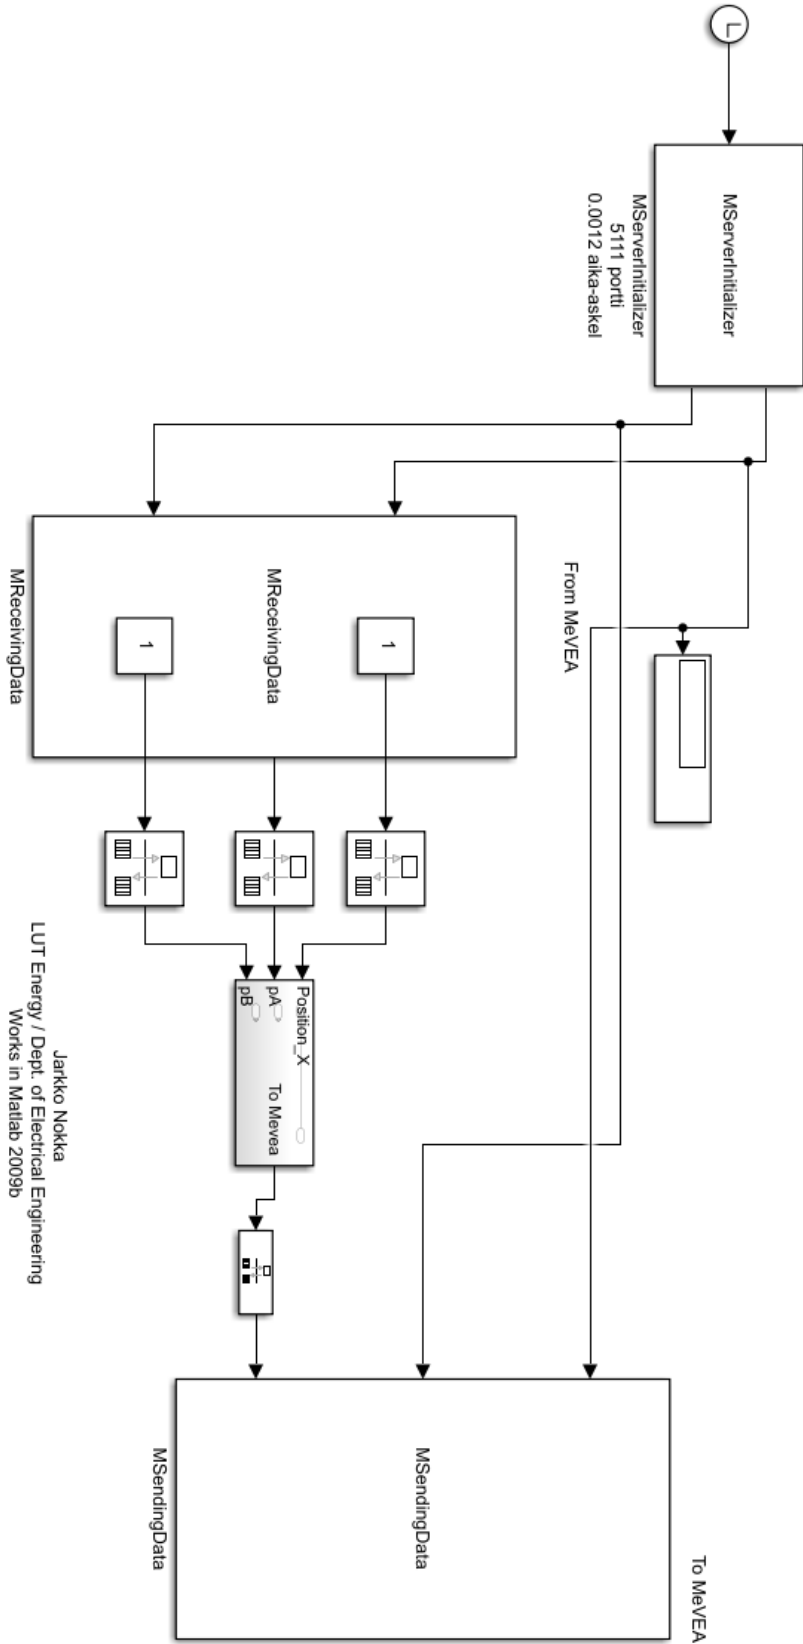 MServerInitializer
MServerInitializer
5111 portti
0.0012 aika-askel
From MeVEA
MReceivingData
1
1
MReceivingData
Position_X
pA
pB
To Mevea
To MeVEA
MSendingData
MSendingData
Jarkko Nokka
LUT Energy / Dept. of Electrical Engineering
Works in Matlab 2009b